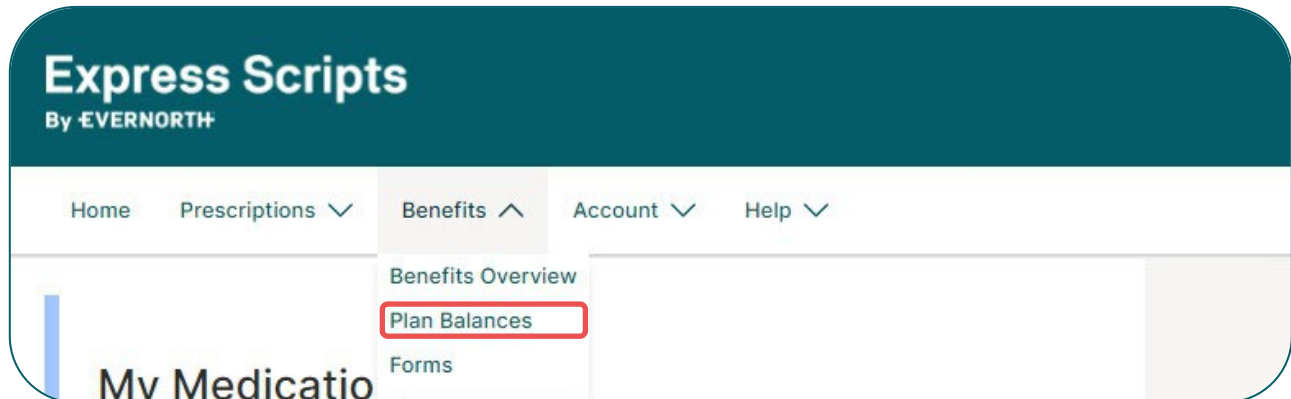 Express Scripts
By EVERNORTH
Home Prescriptions Benefits Account Help
Benefits Overview
Plan Balances
Forms
My Medicatio